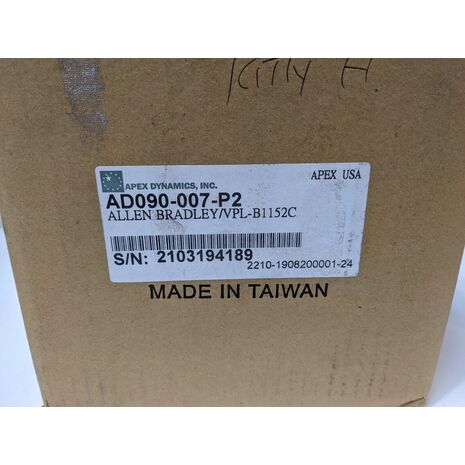 Kitty H.
APEX DYNAMICS, INC.
APEX USA
AD090-007-P2
ALLEN BRADLEY/VPL-B1152C
S/N: 2103194189
2210-1908200001-24
MADE IN TAIWAN